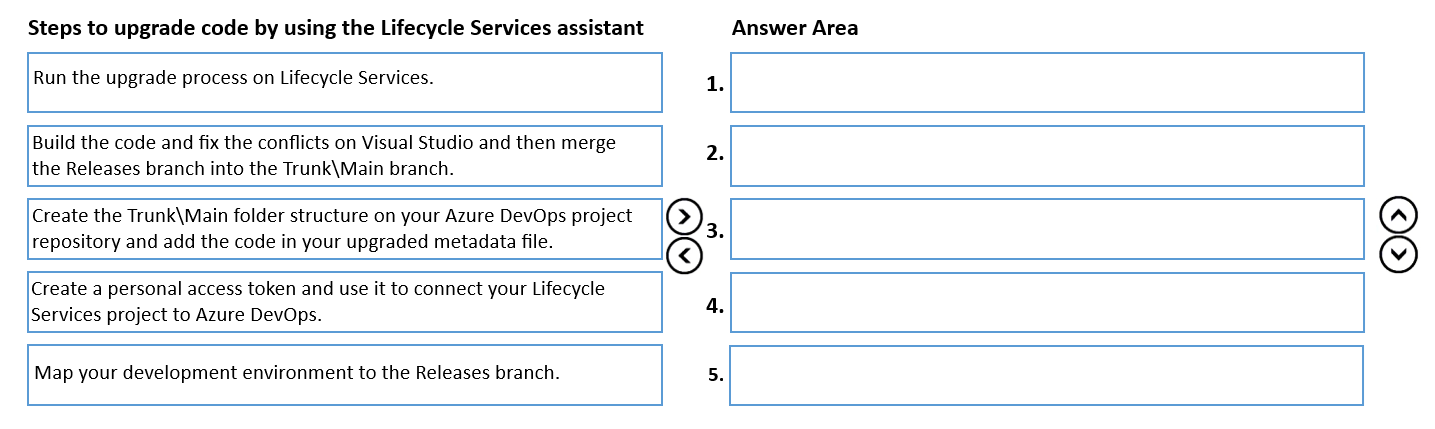 Steps to upgrade code by using the Lifecycle Services assistant
Answer Area
Run the upgrade process on Lifecycle Services.
1.
Build the code and fix the conflicts on Visual Studio and then merge
the Releases branch into the Trunk\Main branch.
2.
Create the Trunk\Main folder structure on your Azure DevOps project
repository and add the code in your upgraded metadata file.
3.
Create a personal access token and use it to connect your Lifecycle
Services project to Azure DevOps.
4.
Map your development environment to the Releases branch.
5.